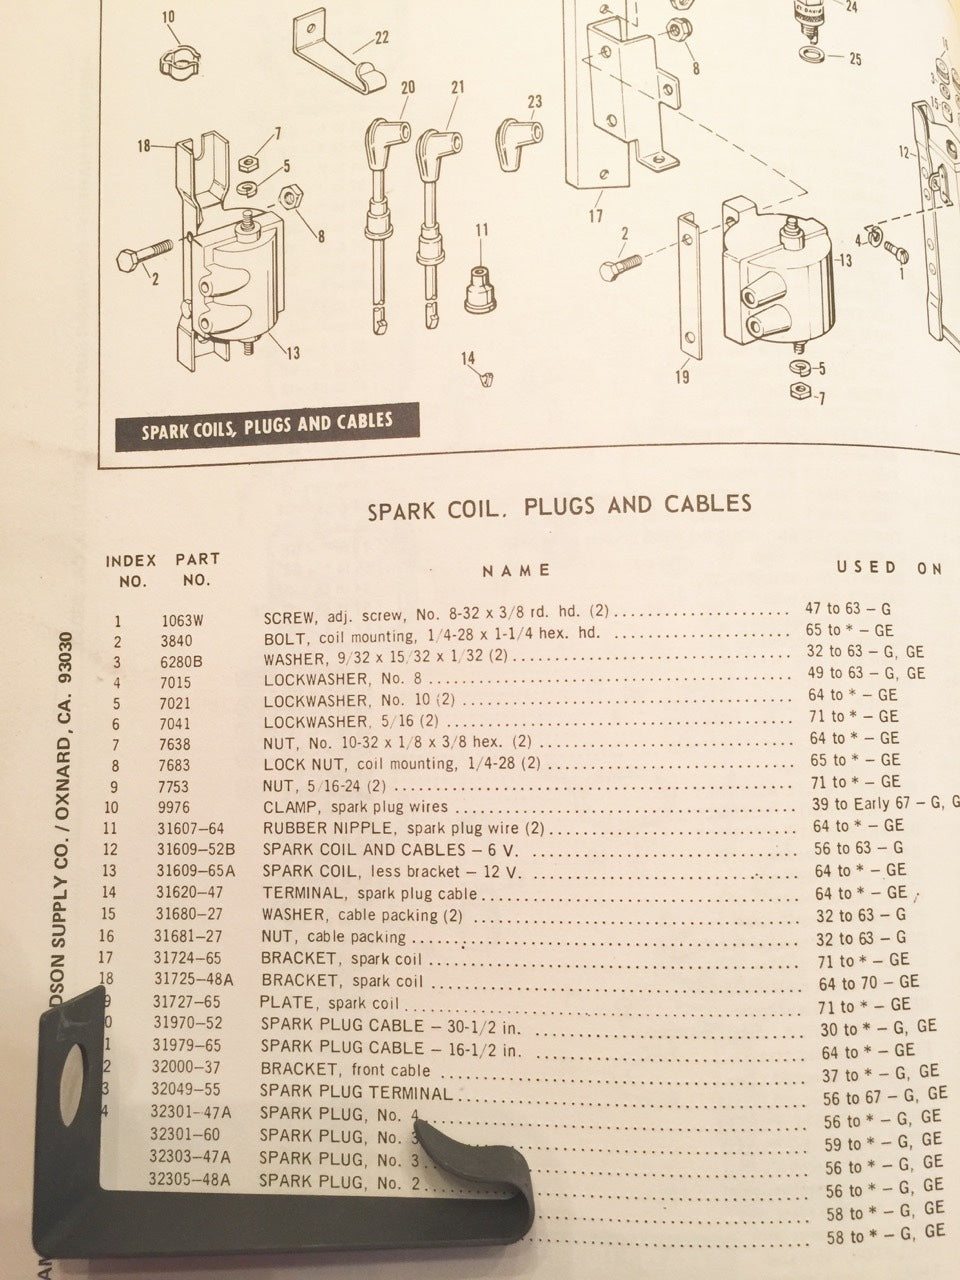 10
22
20
21
23
8
24
25
18
7
5
8
2
13
11
14
17
2
19
13
4
1
12
5
7
SPARK COILS, PLUGS AND CABLES
SPARK COIL. PLUGS AND CABLES
INDEX NO. PART NO. NAME USED ON
1 1063W SCREW, adj. screw, No. 8-32 x 3/8 rd. hd. (2) 47 to 63 – G
2 3840 BOLT, coil mounting, 1/4-28 x 1-1/4 hex. hd. 65 to * – GE
3 6280B WASHER, 9/32 x 15/32 x 1/32 (2) 32 to 63 – G, GE
4 7015 LOCKWASHER, No. 8 49 to 63 – G, GE
5 7021 LOCKWASHER, No. 10 (2) 64 to * – GE
6 7041 LOCKWASHER, 5/16 (2) 71 to * – GE
7 7638 NUT, No. 10-32 x 1/8 x 3/8 hex. (2) 64 to * – GE
8 7683 LOCK NUT, coil mounting, 1/4-28 (2) 65 to * – GE
9 7753 NUT, 5/16-24 (2) 71 to * – GE
10 9976 CLAMP, spark plug wires 39 to Early 67 – G, G
11 31607–64 RUBBER NIPPLE, spark plug wire (2) 64 to * – GE
12 31609–52B SPARK COIL AND CABLES – 6 V. 56 to 63 – G
13 31609–65A SPARK COIL, less bracket – 12 V. 64 to * – GE
14 31620–47 TERMINAL, spark plug cable 64 to * – GE
15 31680–27 WASHER, cable packing (2) 32 to 63 – G
16 31681–27 NUT, cable packing 32 to 63 – G
17 31724–65 BRACKET, spark coil 71 to * – GE
18 31725–48A BRACKET, spark coil 64 to 70 – GE
9 31727–65 PLATE, spark coil 71 to * – GE
0 31970–52 SPARK PLUG CABLE – 30-1/2 in. 30 to * – G, GE
1 31979–65 SPARK PLUG CABLE – 16-1/2 in. 64 to * – GE
2 32000–37 BRACKET, front cable 37 to * – G, GE
3 32049–55 SPARK PLUG TERMINAL 56 to 67 – G, GE
4 32301–47A SPARK PLUG, No. 4 56 to * – G, GE
32301–60 SPARK PLUG, No. 3 59 to * – G, GE
32303–47A SPARK PLUG, No. 3 56 to * – G, GE
32305–48A SPARK PLUG, No. 2 56 to * – G, GE
58 to * – G, GE
58 to * – G, GE
DSON SUPPLY CO. / OXNARD, CA. 93030